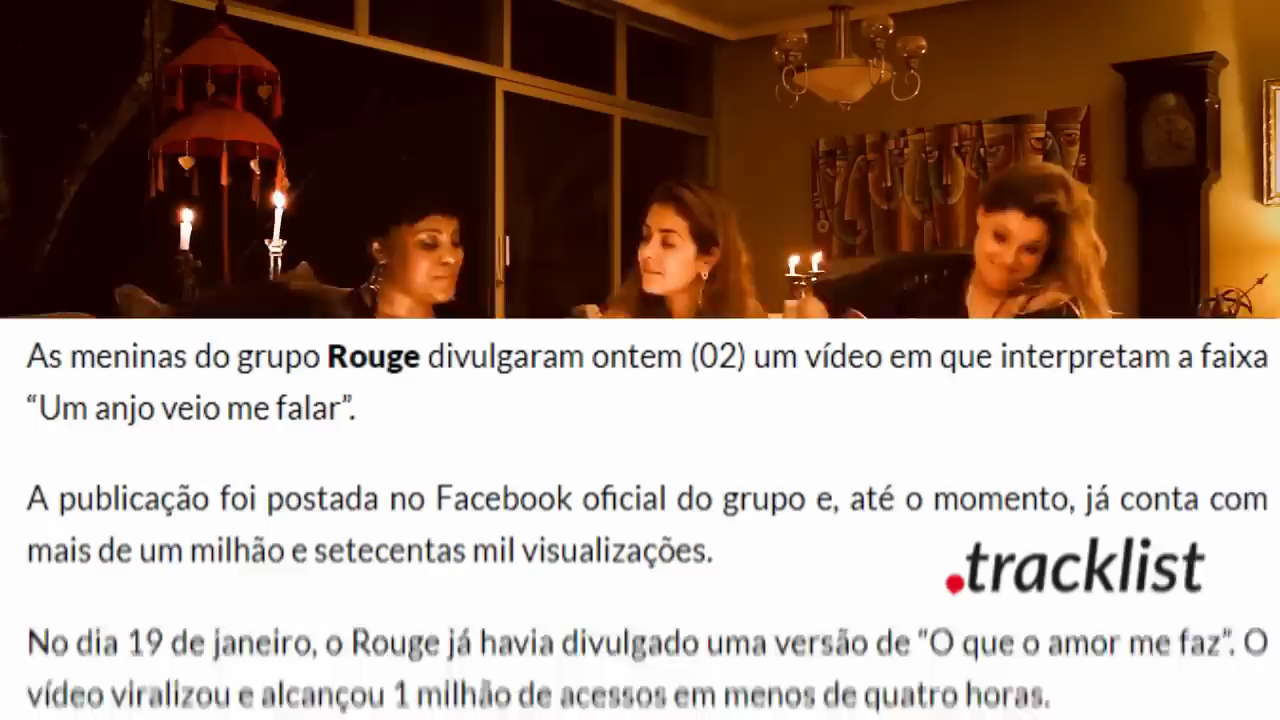 As meninas do grupo Rouge divulgaram ontem (02) um vídeo em que interpretam a faixa
“Um anjo veio me falar”.
A publicação foi postada no Facebook oficial do grupo e, até o momento, já conta com
mais de um milhão e setecentas mil visualizações.
.tracklist
No dia 19 de janeiro, o Rouge já havia divulgado uma versão de “O que o amor me faz”. O
vídeo viralizou e alcançou 1 milhão de acessos em menos de quatro horas.